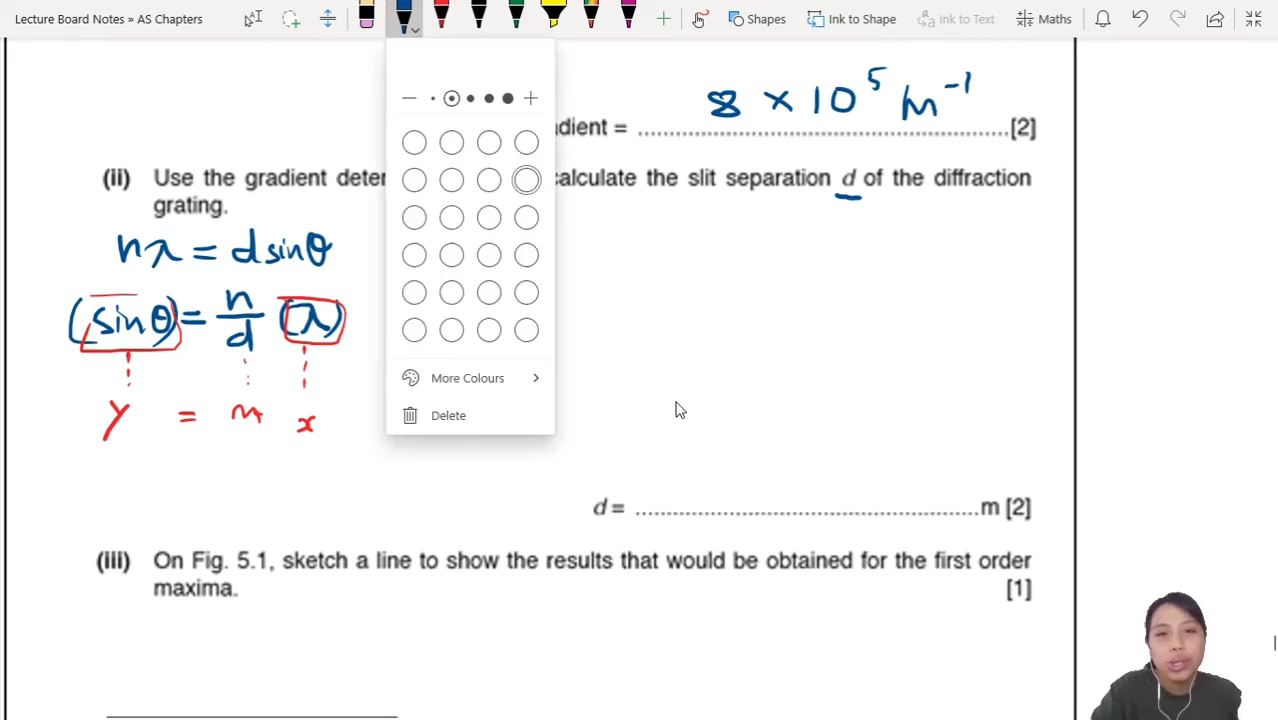 Lecture Board Notes » AS Chapters
Shapes
Ink to Shape
Ink to Text
Maths
8 × 10⁵ m⁻¹
dient = ........................................................[2]
(ii) Use the gradient deter alculate the slit separation d of the diffraction
grating.
nλ = d sinθ
(sinθ) = n/d (λ)
y = m x
More Colours
Delete
d = ..................................................m [2]
(iii) On Fig. 5.1, sketch a line to show the results that would be obtained for the first order
maxima. [1]